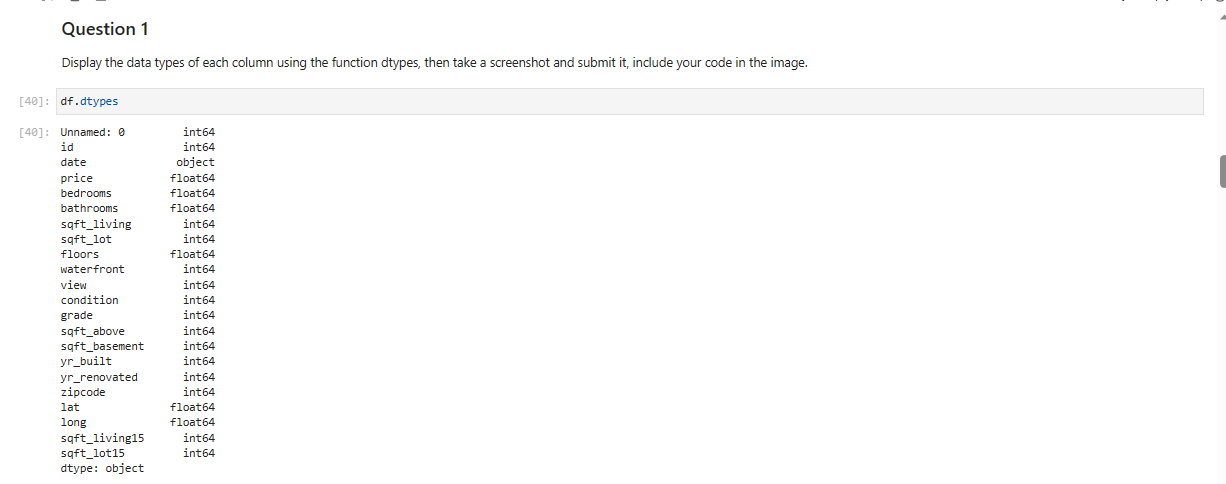 Question 1
Display the data types of each column using the function dtypes, then take a screenshot and submit it, include your code in the image.
[40]: df.dtypes
[40]: Unnamed: 0 int64
id int64
date object
price float64
bedrooms float64
bathrooms float64
sqft_living int64
sqft_lot int64
floors float64
waterfront int64
view int64
condition int64
grade int64
sqft_above int64
sqft_basement int64
yr_built int64
yr_renovated int64
zipcode int64
lat float64
long float64
sqft_living15 int64
sqft_lot15 int64
dtype: object